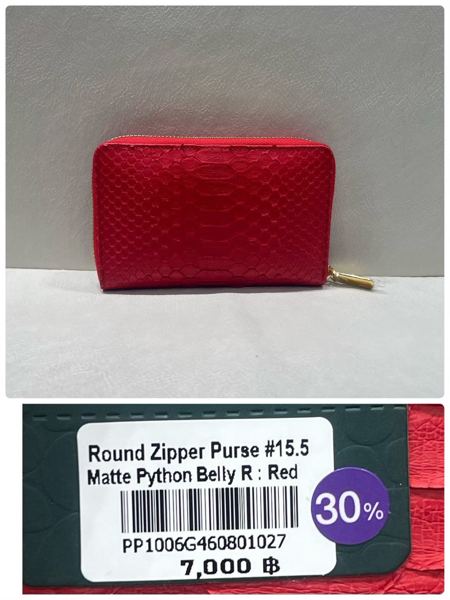 Round Zipper Purse #15.5
Matte Python Belly R : Red
30%
PP1006G460801027
7,000 ฿